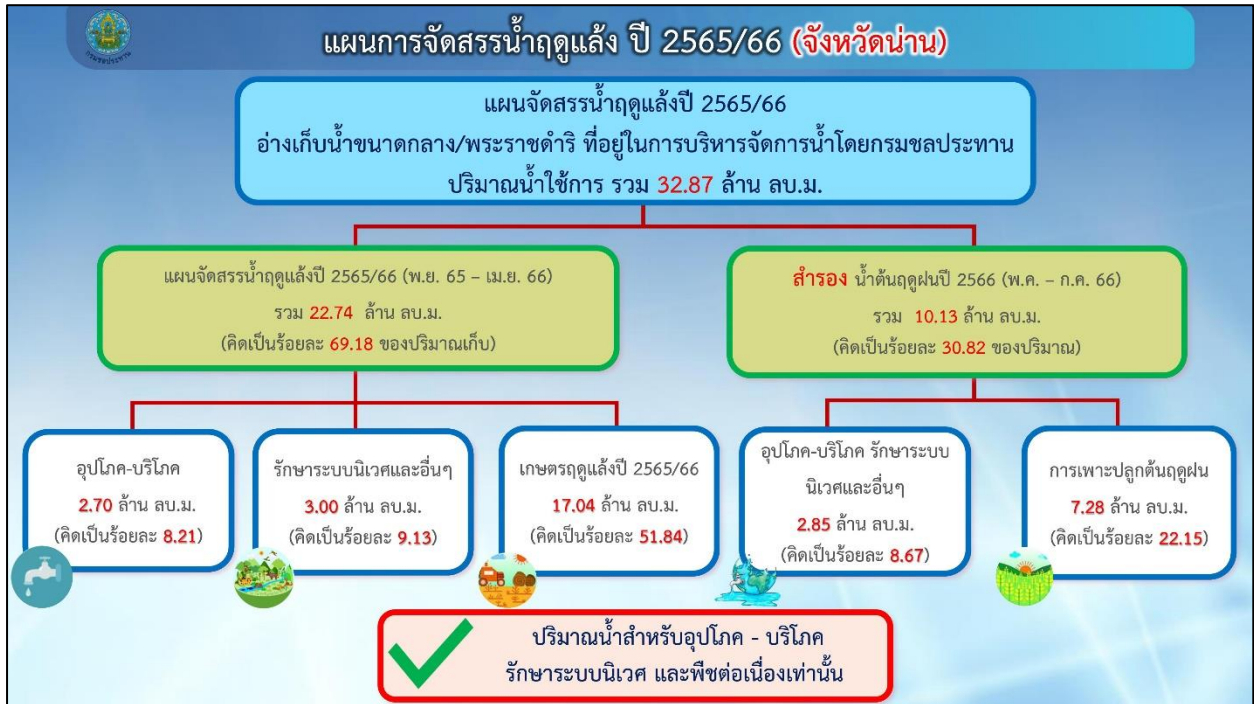 แผนการจัดสรรน้ำฤดูแล้ง ปี 2565/66 (จังหวัดน่าน)
กรมชลประทาน
แผนจัดสรรน้ำฤดูแล้งปี 2565/66
อ่างเก็บน้ำขนาดกลาง/พระราชดำริ ที่อยู่ในการบริหารจัดการน้ำโดยกรมชลประทาน
ปริมาณน้ำใช้การ รวม 32.87 ล้าน ลบ.ม.
แผนจัดสรรน้ำฤดูแล้งปี 2565/66 (พ.ย. 65 – เม.ย. 66)
รวม 22.74 ล้าน ลบ.ม.
(คิดเป็นร้อยละ 69.18 ของปริมาณเก็บ)
สำรอง น้ำต้นฤดูฝนปี 2566 (พ.ค. – ก.ค. 66)
รวม 10.13 ล้าน ลบ.ม.
(คิดเป็นร้อยละ 30.82 ของปริมาณ)
อุปโภค-บริโภค
2.70 ล้าน ลบ.ม.
(คิดเป็นร้อยละ 8.21)
รักษาระบบนิเวศและอื่นๆ
3.00 ล้าน ลบ.ม.
(คิดเป็นร้อยละ 9.13)
เกษตรฤดูแล้งปี 2565/66
17.04 ล้าน ลบ.ม.
(คิดเป็นร้อยละ 51.84)
อุปโภค-บริโภค รักษาระบบ
นิเวศและอื่นๆ
2.85 ล้าน ลบ.ม.
(คิดเป็นร้อยละ 8.67)
การเพาะปลูกต้นฤดูฝน
7.28 ล้าน ลบ.ม.
(คิดเป็นร้อยละ 22.15)
ปริมาณน้ำสำหรับอุปโภค - บริโภค
รักษาระบบนิเวศ และพืชต่อเนื่องเท่านั้น